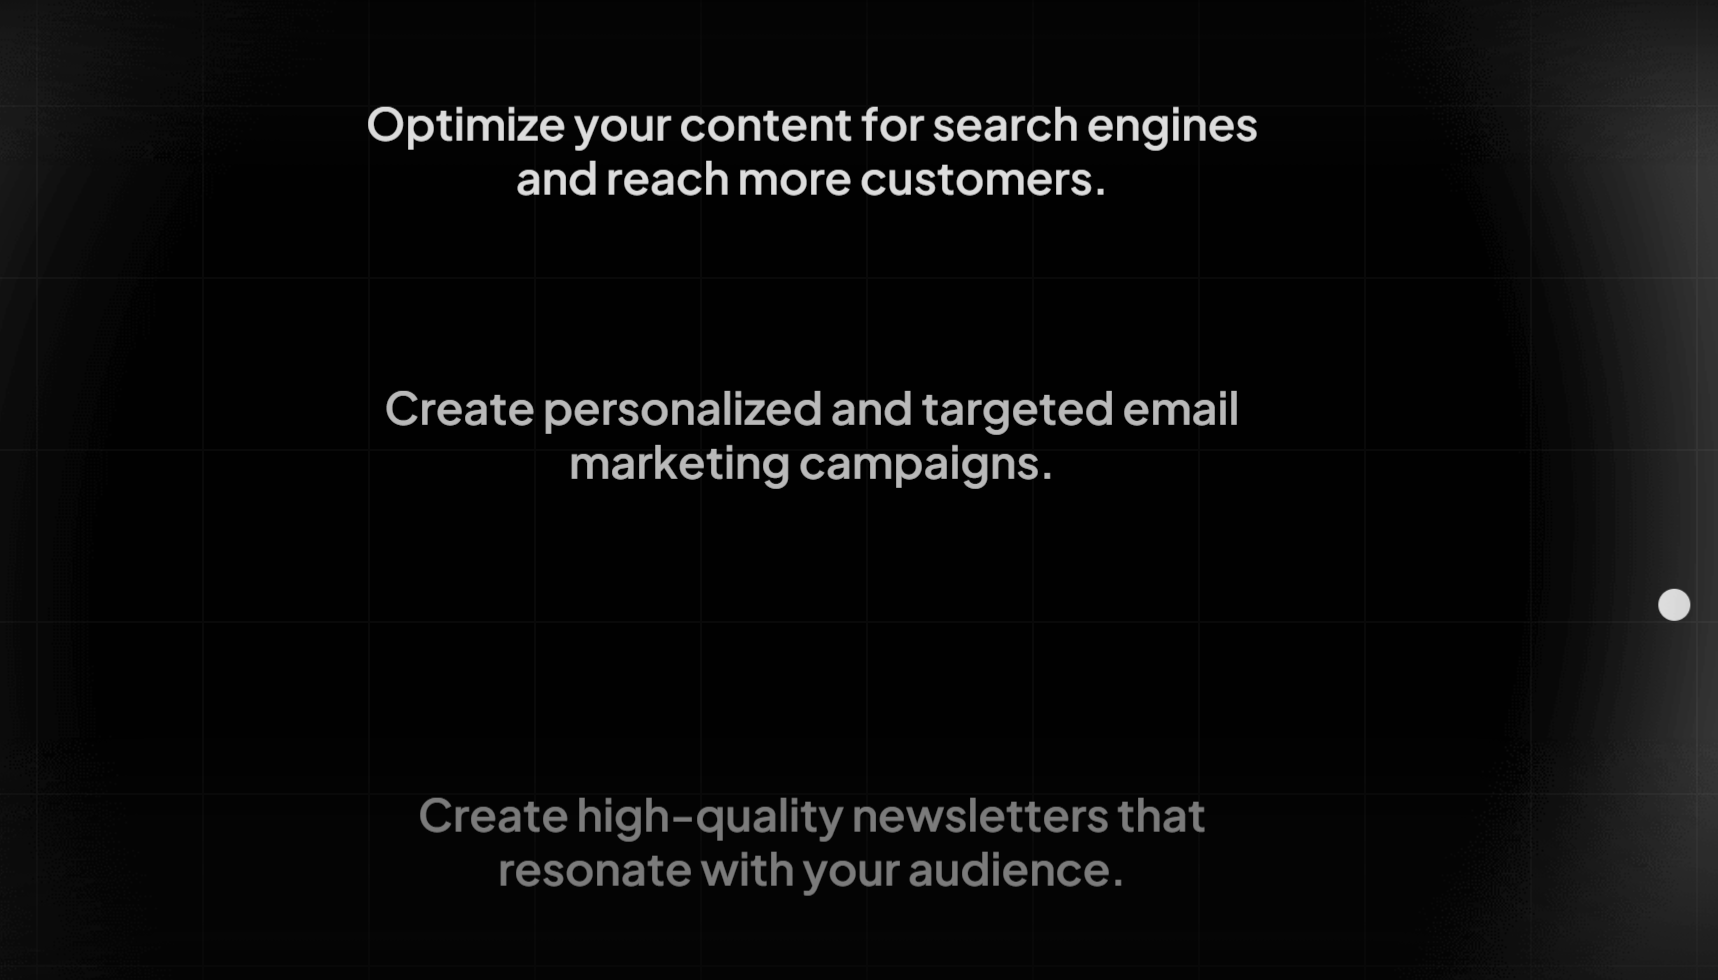 Optimize your content for search engines
and reach more customers.
Create personalized and targeted email
marketing campaigns.
Create high-quality newsletters that
resonate with your audience.